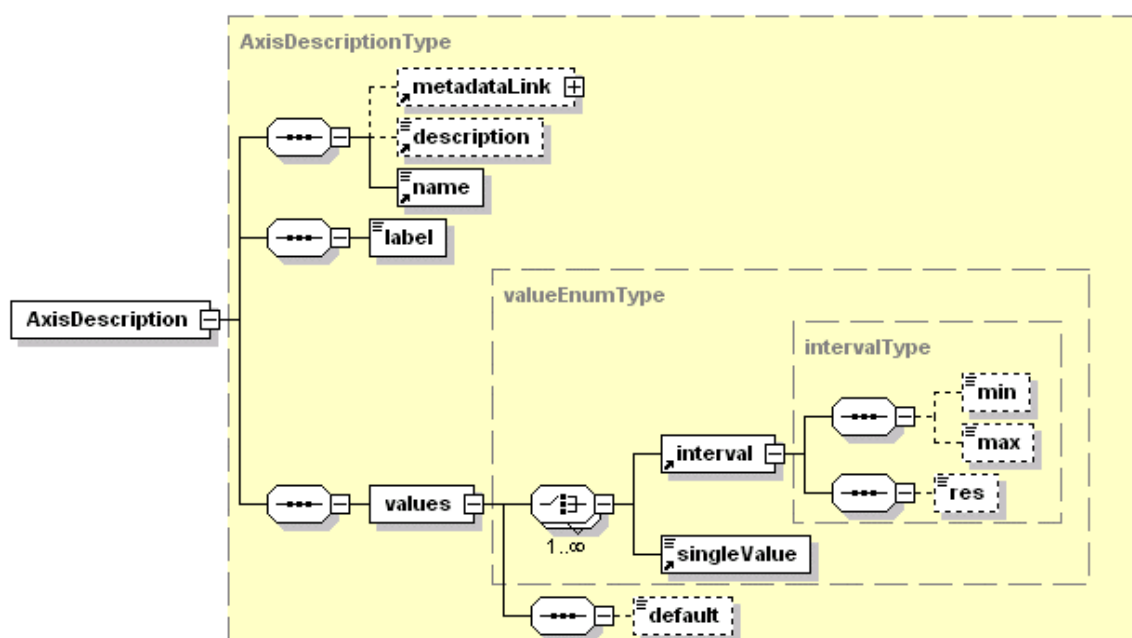 AxisDescriptionType
metadataLink
description
name
label
valueEnumType
AxisDescription
intervalType
min
interval
max
values
res
1..∞
singleValue
default